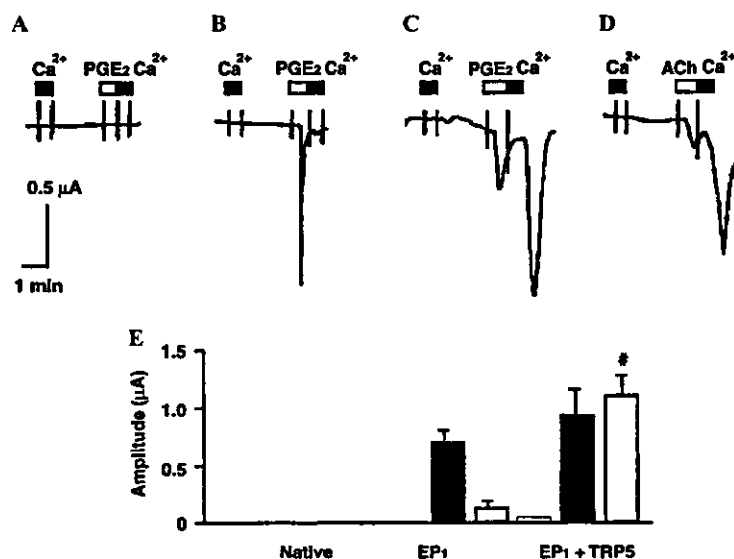 A B C D
Ca2+ PGE2 Ca2+ Ca2+ PGE2 Ca2+ Ca2+ PGE2 Ca2+ Ca2+ ACh Ca2+
0.5 μA
1 min
E
1.5
1.0
0.5
0
Amplitude (μA)
#
Native EP1 EP1 + TRP5